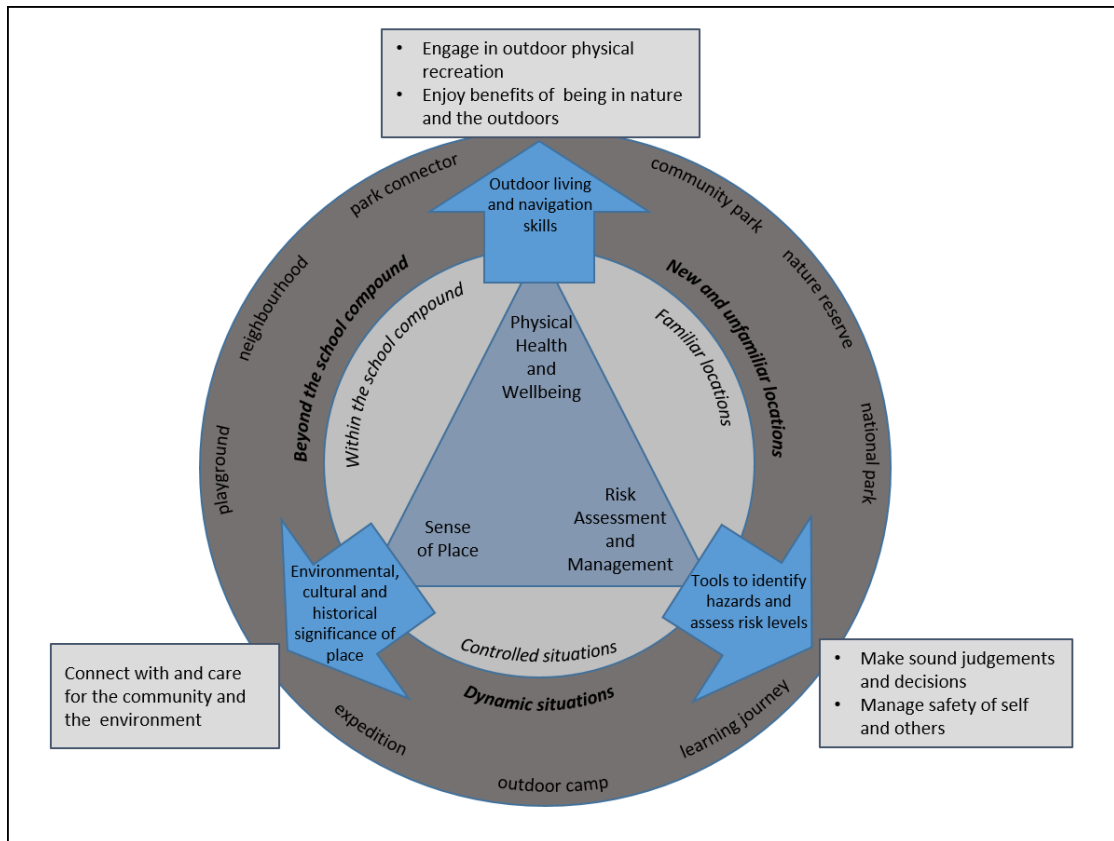 • Engage in outdoor physical
recreation
• Enjoy benefits of being in nature
and the outdoors
park connector
community park
Outdoor living
and navigation
skills
neighbourhood
nature reserve
Beyond the school compound
Within the school compound
New and unfamiliar locations
Familiar locations
Physical
Health
and
Wellbeing
playground
national park
Sense
of Place
Risk
Assessment
and
Management
Environmental,
cultural and
historical
significance of
place
Tools to identify
hazards and
assess risk levels
Controlled situations
Dynamic situations
Connect with and care
for the community and
the environment
• Make sound judgements
and decisions
• Manage safety of self
and others
expedition
outdoor camp
learning journey